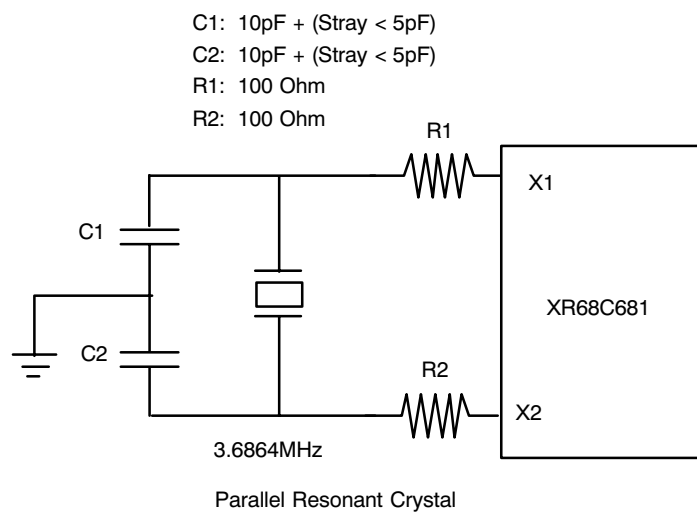 C1: 10pF + (Stray < 5pF)
C2: 10pF + (Stray < 5pF)
R1: 100 Ohm
R2: 100 Ohm
R1
X1
C1
XR68C681
C2
R2
X2
3.6864MHz
Parallel Resonant Crystal